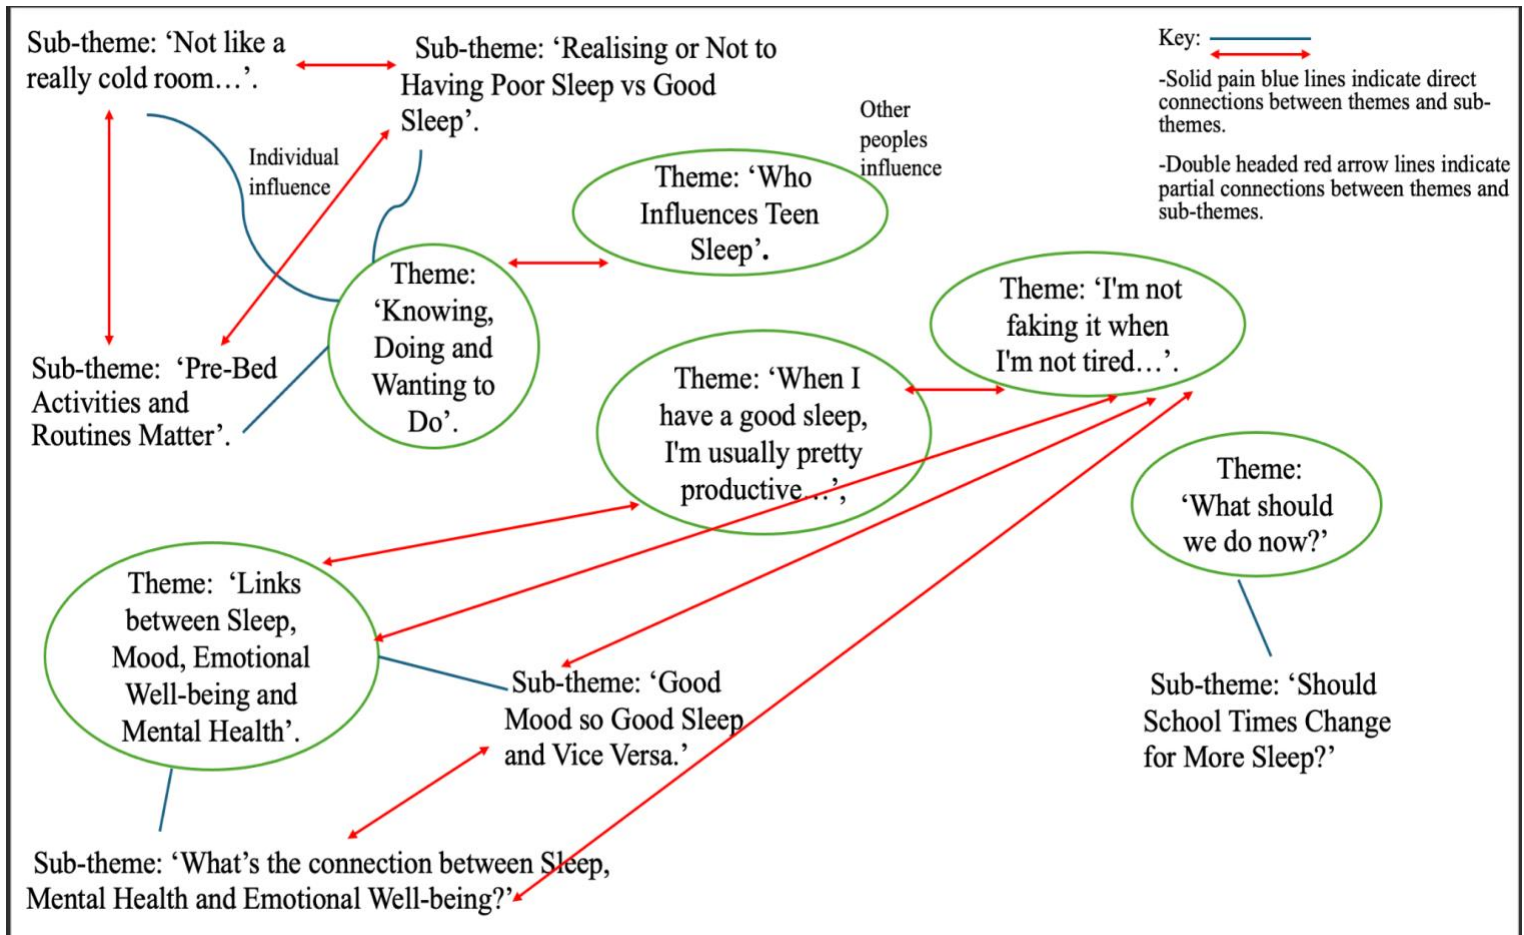 Sub-theme: ‘Not like a
really cold room…’.
Sub-theme: ‘Realising or Not to
Having Poor Sleep vs Good
Sleep’.
Key:
-Solid pain blue lines indicate direct
connections between themes and sub-
themes.
-Double headed red arrow lines indicate
partial connections between themes and
sub-themes.
Individual
influence
Other
peoples
influence
Theme: ‘Who
Influences Teen
Sleep’.
Theme:
‘Knowing,
Doing and
Wanting to
Do’.
Theme: ‘I'm not
faking it when
I'm not tired…’.
Sub-theme: ‘Pre-Bed
Activities and
Routines Matter’.
Theme: ‘When I
have a good sleep,
I'm usually pretty
productive…’,
Theme:
‘What should
we do now?’
Theme: ‘Links
between Sleep,
Mood, Emotional
Well-being and
Mental Health’.
Sub-theme: ‘Good
Mood so Good Sleep
and Vice Versa.’
Sub-theme: ‘Should
School Times Change
for More Sleep?’
Sub-theme: ‘What’s the connection between Sleep,
Mental Health and Emotional Well-being?’